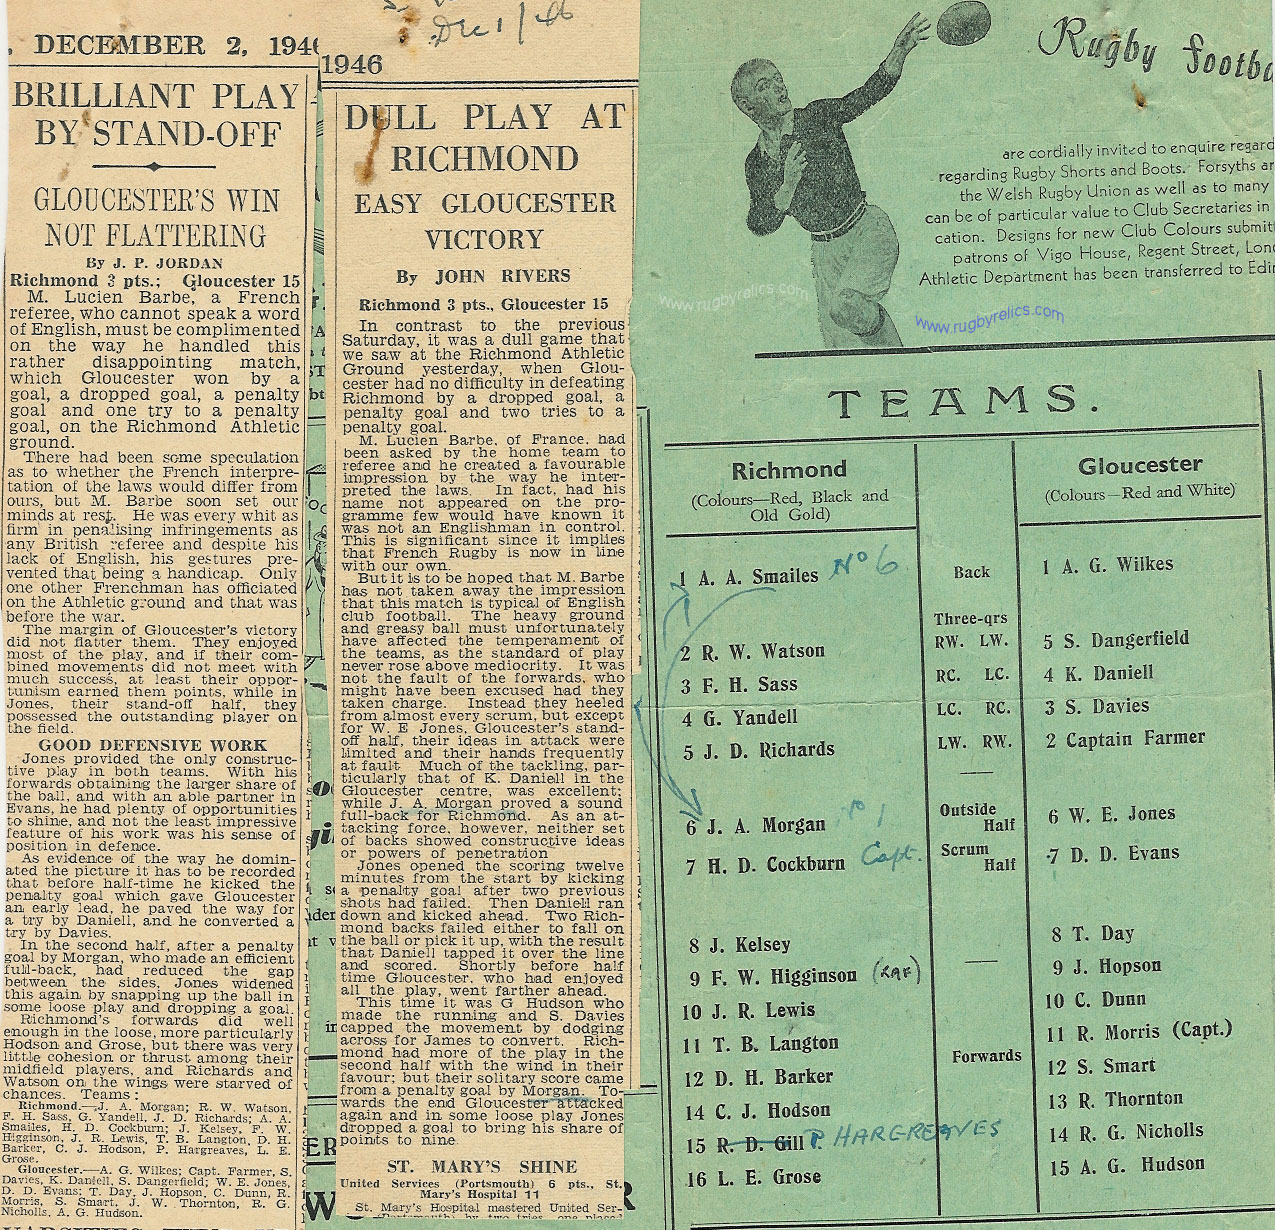 , DECEMBER 2, 194
BRILLIANT PLAY
BY STAND-OFF
GLOUCESTER'S WIN
NOT FLATTERING
By J. P. JORDAN
Richmond 3 pts.; Gloucester 15
M. Lucien Barbe, a French
referee, who cannot speak a word
of English, must be complimented
on the way he handled this
rather disappointing match,
which Gloucester won by a
goal, a dropped goal, a penalty
goal and one try to a penalty
goal, on the Richmond Athletic
ground.
There had been some speculation
as to whether the French interpre-
tation of the laws would differ from
ours, but M. Barbe soon set our
minds at rest. He was every whit as
firm in penalising infringements as
any British referee and despite his
lack of English, his gestures pre-
vented that being a handicap. Only
one other Frenchman has officiated
on the Athletic ground and that was
before the war.
The margin of Gloucester's victory
did not flatter them. They enjoyed
most of the play, and if their com-
bined movements did not meet with
much success, at least their oppor-
tunism earned them points, while in
Jones, their stand-off half, they
possessed the outstanding player on
the field.
GOOD DEFENSIVE WORK
Jones provided the only construc-
tive play in both teams. With his
forwards obtaining the larger share of
the ball, and with an able partner in
Evans, he had plenty of opportunities
to shine, and not the least impressive
feature of his work was his sense of
position in defence.
As evidence of the way he domin-
ated the picture it has to be recorded
that before half-time he kicked the
penalty goal which gave Gloucester
an early lead, he paved the way for
a try by Daniell, and he converted a
try by Davies.
In the second half, after a penalty
goal by Morgan, who made an efficient
full-back, had reduced the gap
between the sides, Jones widened
this again by snapping up the ball in
some loose play and dropping a goal.
Richmond's forwards did well
enough in the loose, more particularly
Hodson and Grose, but there was very
little cohesion or thrust among their
midfield players, and Richards and
Watson on the wings were starved of
chances. Teams:
Richmond.—J. A. Morgan; R. W. Watson,
F. H. Sass, G. Yandell, J. D. Richards; A. A.
Smailes, H. D. Cockburn; J. Kelsey, F. W.
Higginson, J. R. Lewis, T. B. Langton, D. H.
Barker, C. J. Hodson, P. Hargreaves, L. E.
Grose.
Gloucester.—A. G. Wilkes; Capt. Farmer, S.
Davies, K. Daniell, S. Dangerfield; W. E. Jones,
D. D. Evans; T. Day, J. Hopson, C. Dunn, R.
Morris, S. Smart, J. W. Thornton, R. G.
Nicholls, A. G. Hudson.
Dec 1/46
1946
DULL PLAY AT
RICHMOND
EASY GLOUCESTER
VICTORY
By JOHN RIVERS
Richmond 3 pts., Gloucester 15
In contrast to the previous
Saturday, it was a dull game that
we saw at the Richmond Athletic
Ground yesterday, when Glou-
cester had no difficulty in defeating
Richmond by a dropped goal, a
penalty goal and two tries to a
penalty goal.
M. Lucien Barbe, of France, had
been asked by the home team to
referee and he created a favourable
impression by the way he inter-
preted the laws. In fact, had his
name not appeared on the pro-
gramme few would have known it
was not an Englishman in control.
This is significant since it implies
that French Rugby is now in line
with our own.
But it is to be hoped that M. Barbe
has not taken away the impression
that this match is typical of English
club football. The heavy ground
and greasy ball must unfortunately
have affected the temperament of
the teams, as the standard of play
never rose above mediocrity. It was
not the fault of the forwards, who
might have been excused had they
taken charge. Instead they heeled
from almost every scrum, but except
for W. E Jones, Gloucester's stand-
off half, their ideas in attack were
limited and their hands frequently
at fault. Much of the tackling, par-
ticularly that of K. Daniell in the
Gloucester centre, was excellent;
while J. A. Morgan proved a sound
full-back for Richmond. As an at-
tacking force, however, neither set
of backs showed constructive ideas
or powers of penetration
Jones opened the scoring twelve
minutes from the start by kicking
a penalty goal after two previous
shots had failed. Then Daniell ran
down and kicked ahead. Two Rich-
mond backs failed either to fall on
the ball or pick it up, with the result
that Daniell tapped it over the line
and scored. Shortly before half
time Gloucester, who had enjoyed
all the play, went farther ahead.
This time it was G Hudson who
made the running and S. Davies
capped the movement by dodging
across for James to convert. Rich-
mond had more of the play in the
second half with the wind in their
favour; but their solitary score came
from a penalty goal by Morgan. To-
wards the end Gloucester attacked
again and in some loose play Jones
dropped a goal to bring his share of
points to nine.
ST. MARY'S SHINE
United Services (Portsmouth) 6 pts., St.
Mary's Hospital 11
St. Mary's Hospital mastered United Ser-
Rugby Footba
are cordially invited to enquire regard
regarding Rugby Shorts and Boots. Forsyths ar
the Welsh Rugby Union as well as to many
can be of particular value to Club Secretaries in
cation. Designs for new Club Colours submit
patrons of Vigo House, Regent Street, Lon
Athletic Department has been transferred to Edi
www.rugbyrelics.com
www.rugbyrelics.com
TEAMS.
Richmond Gloucester
(Colours—Red, Black and Old Gold) (Colours—Red and White)
1 A. A. Smailes No 6 Back 1 A. G. Wilkes
Three-qrs
2 R. W. Watson RW. LW. 5 S. Dangerfield
3 F. H. Sass RC. LC. 4 K. Daniell
4 G. Yandell LC. RC. 3 S. Davies
5 J. D. Richards LW. RW. 2 Captain Farmer
6 J. A. Morgan No 1 Outside Half 6 W. E. Jones
7 H. D. Cockburn Capt. Scrum Half 7 D. D. Evans
8 J. Kelsey 8 T. Day
9 F. W. Higginson (RAF) 9 J. Hopson
10 J. R. Lewis 10 C. Dunn
11 T. B. Langton 11 R. Morris (Capt.)
12 D. H. Barker Forwards 12 S. Smart
14 C. J. Hodson 13 R. Thornton
15 R. D. Gill P. HARGREAVES 14 R. G. Nicholls
16 L. E. Grose 15 A. G. Hudson